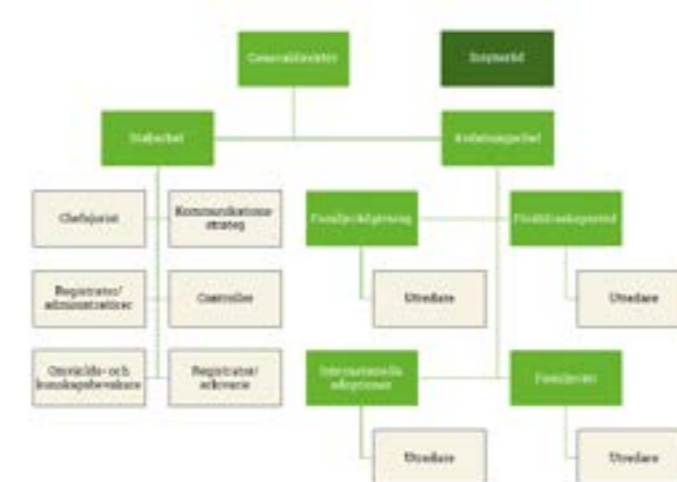 Generaldirektör
Insynsråd
Stabschef
Avdelningschef
Chefsjurist
Kommunikations-
strateg
Familjerådgivning
Föräldraskapsstöd
Registrator/
administratör
Controller
Utredare
Utredare
Omvärlds- och
kunskapsbevakare
Registrator/
arkivarie
Internationella
adoptioner
Familjerätt
Utredare
Utredare